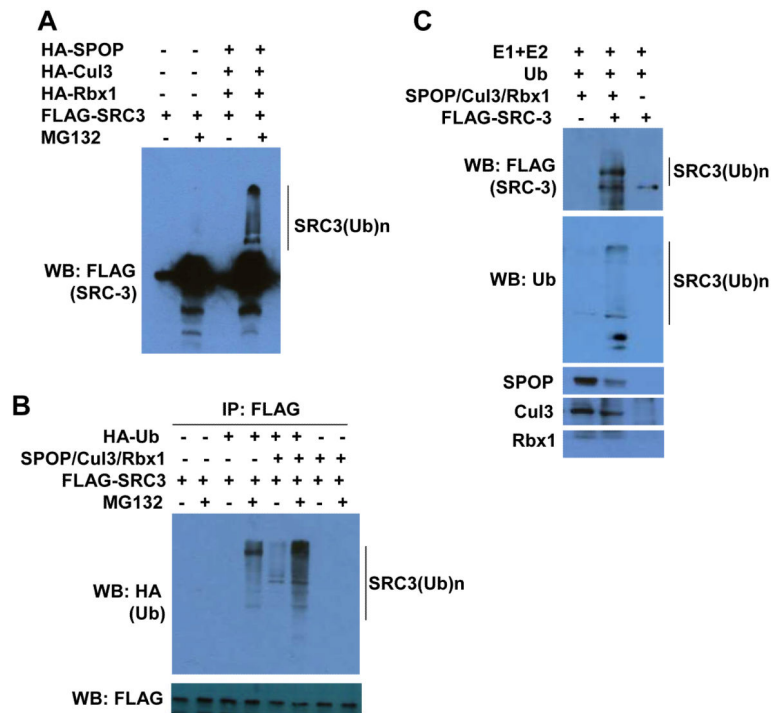 A
HA-SPOP - - + +
HA-Cul3 - - + +
HA-Rbx1 - - + +
FLAG-SRC3 + + + +
MG132 - + - +
SRC3(Ub)n
WB: FLAG
(SRC-3)
B
IP: FLAG
HA-Ub - - + + + + - -
SPOP/Cul3/Rbx1 - - - - + + + +
FLAG-SRC3 + + + + + + + +
MG132 - + - + - + - +
WB: HA
(Ub)
SRC3(Ub)n
WB: FLAG
C
E1+E2 + + +
Ub + + +
SPOP/Cul3/Rbx1 + + -
FLAG-SRC-3 - + +
WB: FLAG
(SRC-3)
SRC3(Ub)n
WB: Ub
SRC3(Ub)n
SPOP
Cul3
Rbx1